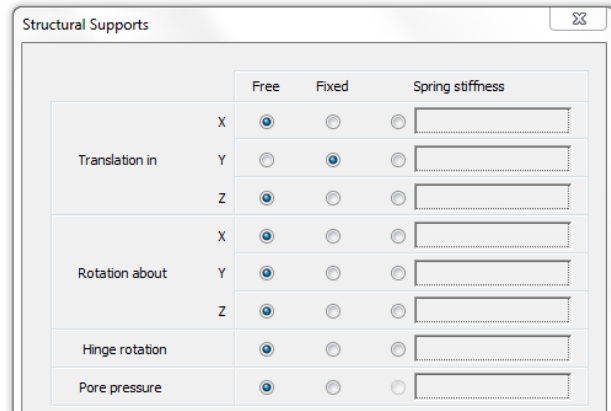 Structural Supports
Free Fixed Spring stiffness
X
Translation in Y
Z
X
Rotation about Y
Z
Hinge rotation
Pore pressure